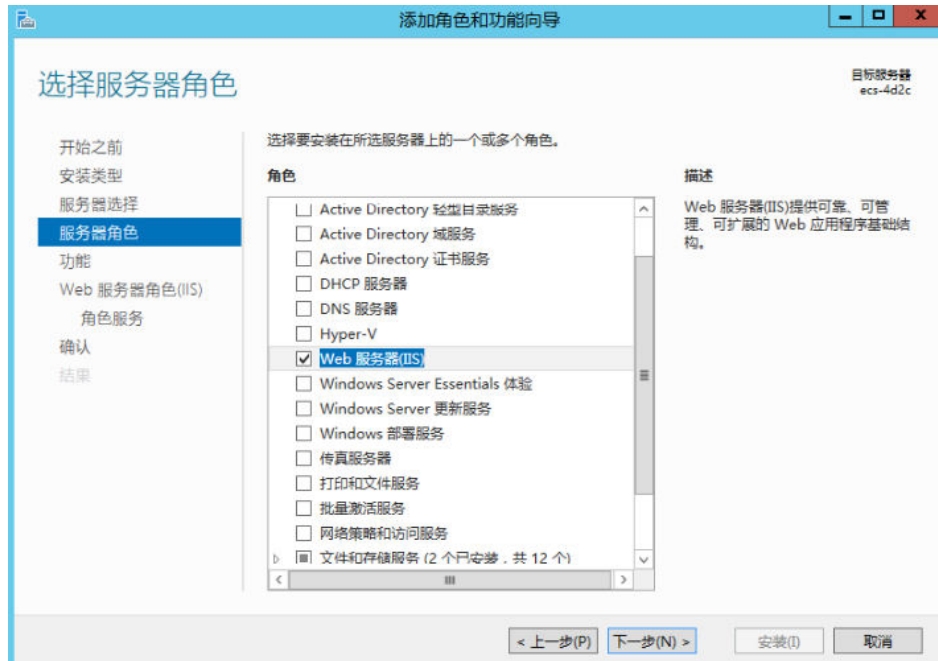 添加角色和功能向导
选择服务器角色
目标服务器
ecs-4d2c
开始之前
安装类型
服务器选择
服务器角色
功能
Web 服务器角色(IIS)
角色服务
确认
结果
选择要安装在所选服务器上的一个或多个角色。
角色
Active Directory 轻型目录服务
Active Directory 域服务
Active Directory 证书服务
DHCP 服务器
DNS 服务器
Hyper-V
Web 服务器(IIS)
Windows Server Essentials 体验
Windows Server 更新服务
Windows 部署服务
传真服务器
打印和文件服务
批量激活服务
网络策略和访问服务
文件和存储服务 (2 个已安装，共 12 个)
描述
Web 服务器(IIS)提供可靠、可管
理、可扩展的 Web 应用程序基础结
构。
< 上一步(P)
下一步(N) >
安装(I)
取消